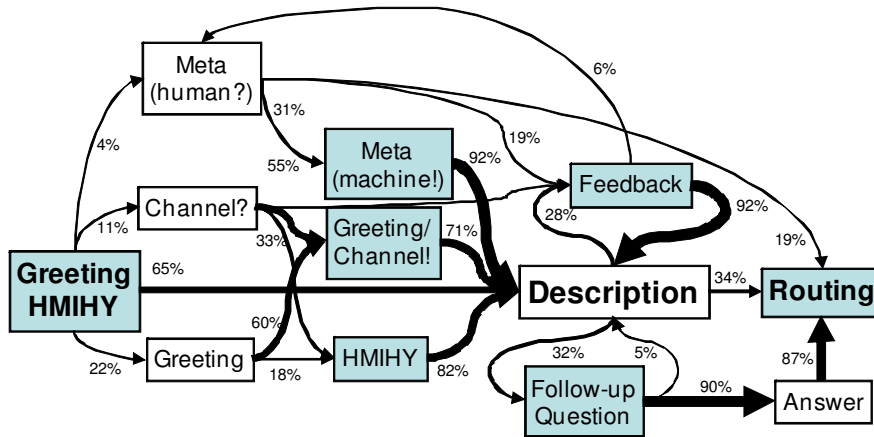 Meta
(human?)
6%
31%
4%
19%
55%
Meta
(machine!)
92%
Feedback
Channel?
11%
33%
Greeting/
Channel!
71%
28%
92%
19%
Greeting
HMIHY
65%
Description
34%
Routing
60%
22%
Greeting
18%
HMIHY
82%
32%
5%
87%
Follow-up
Question
90%
Answer